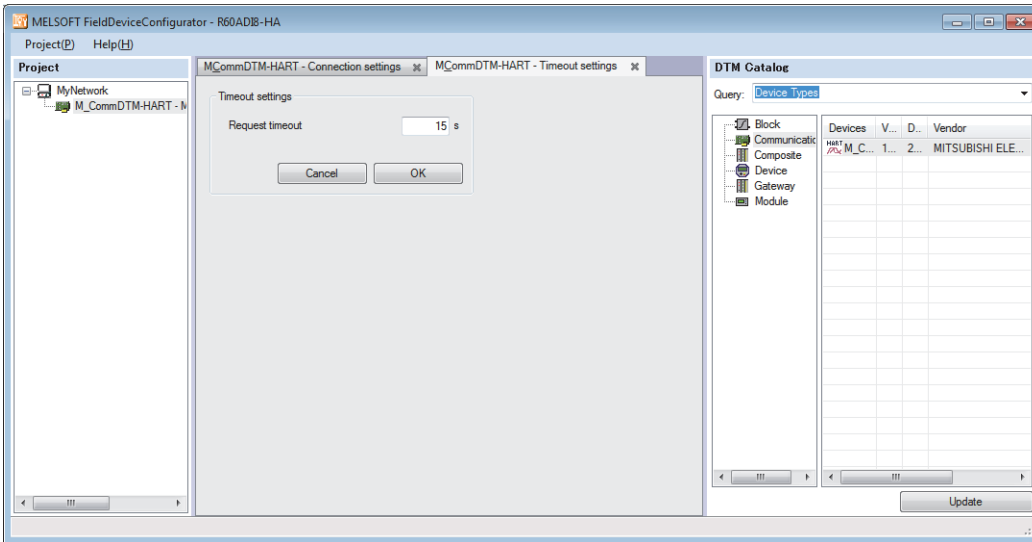 MELSOFT FieldDeviceConfigurator - R60ADI8-HA
Project(P) Help(H)
Project
MyNetwork
M_CommDTM-HART - M
MCommDTM-HART - Connection settings
MCommDTM-HART - Timeout settings
Timeout settings
Request timeout 15 s
Cancel OK
DTM Catalog
Query: Device Types
Block
Communicatic
Composite
Device
Gateway
Module
Devices V... D.. Vendor
HART M_C... 1... 2... MITSUBISHI ELE...
Update